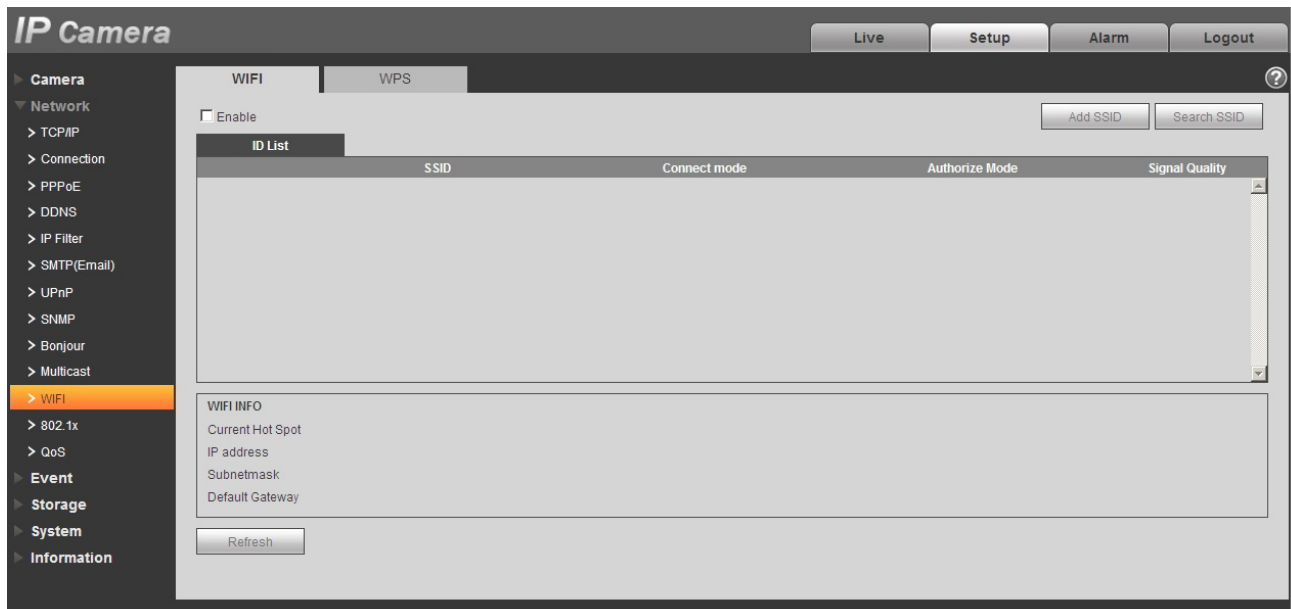 IP Camera
Live Setup Alarm Logout
Camera
Network
TCP/IP
Connection
PPPoE
DDNS
IP Filter
SMTP(Email)
UPnP
SNMP
Bonjour
Multicast
WIFI
802.1x
QoS
Event
Storage
System
Information
WIFI WPS
?
Enable Add SSID Search SSID
ID List
SSID Connect mode Authorize Mode Signal Quality
WIFI INFO
Current Hot Spot
IP address
Subnetmask
Default Gateway
Refresh